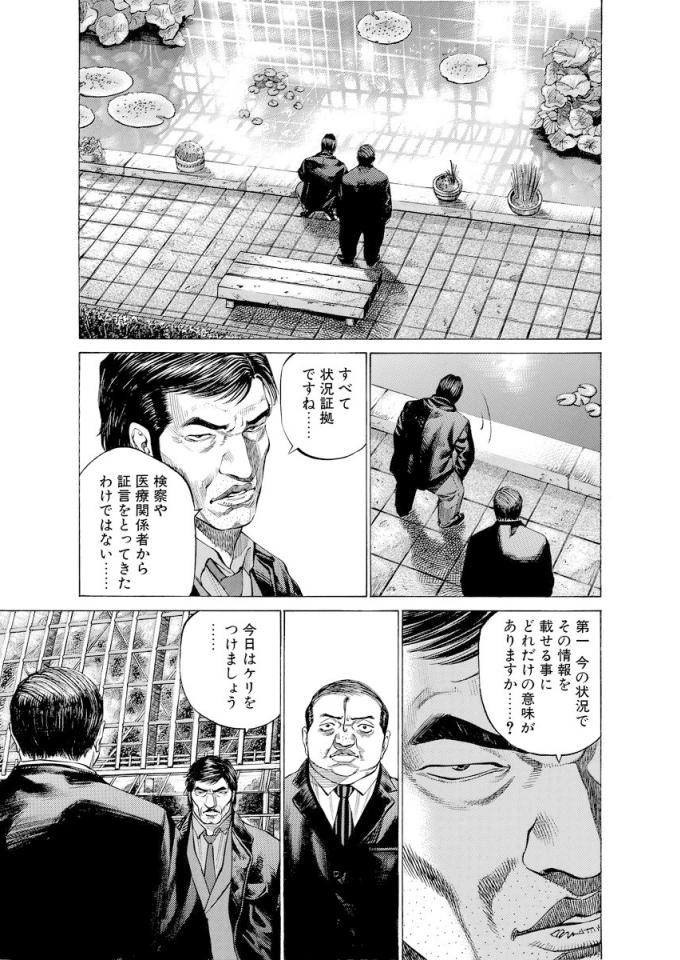 すべて
状況証拠
ですね……
検察や
医療関係者から
証言をとってきた
わけではない……
第一 今の状況で
その情報を
載せる事に
どれだけの意味が
ありますか……？
今日はケリを
つけましょう
……